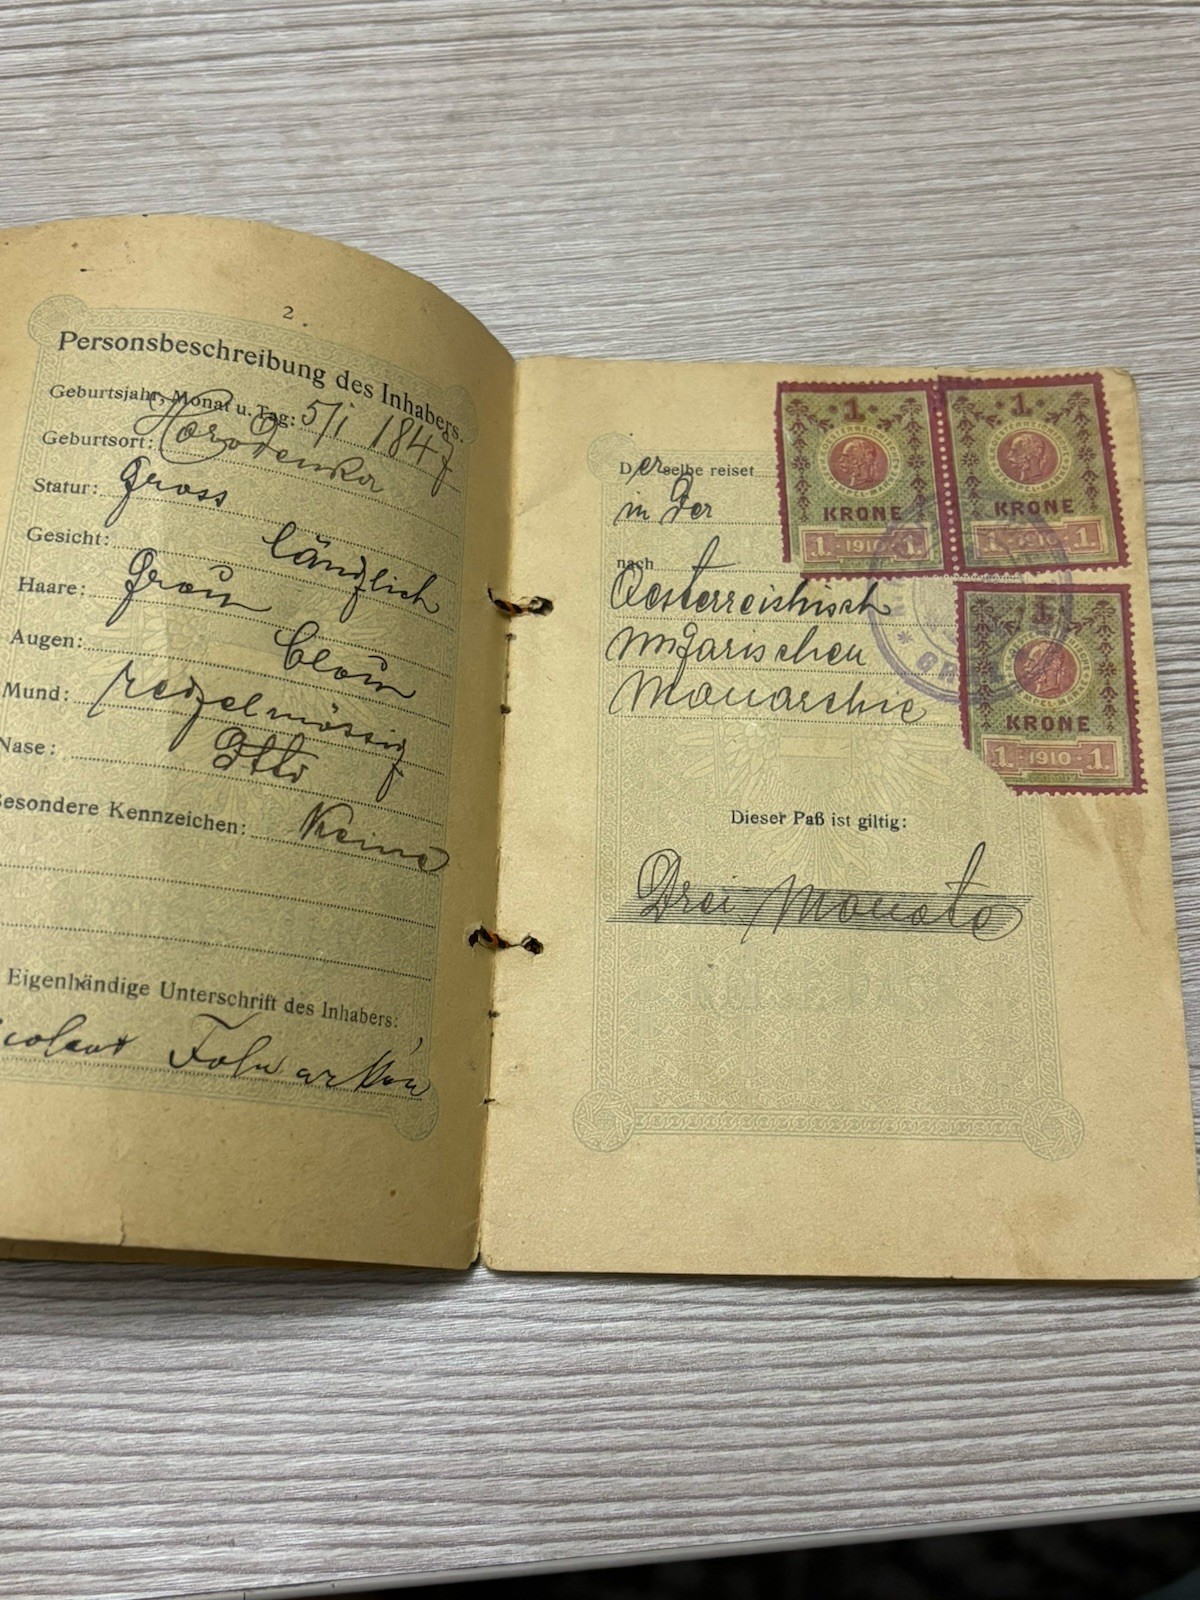 2.
Personsbeschreibung des Inhabers.
Geburtsjahr, Monat u. Tag: 5/1 1847
Geburtsort: Horodenka
Statur: gross
Gesicht: länglich
Haare: grau
Augen: blau
Mund: regelmässig
Nase: dtto
Besondere Kennzeichen: Keine
Eigenhändige Unterschrift des Inhabers:
Derselbe reiset
in der
nach
Oesterreichisch
ungarischen
Monarchie
Dieser Paß ist giltig:
Drei Monate
1
KRONE
1 · 1910 · 1
1
KRONE
1 · 1910 · 1
1
KRONE
1 · 1910 · 1